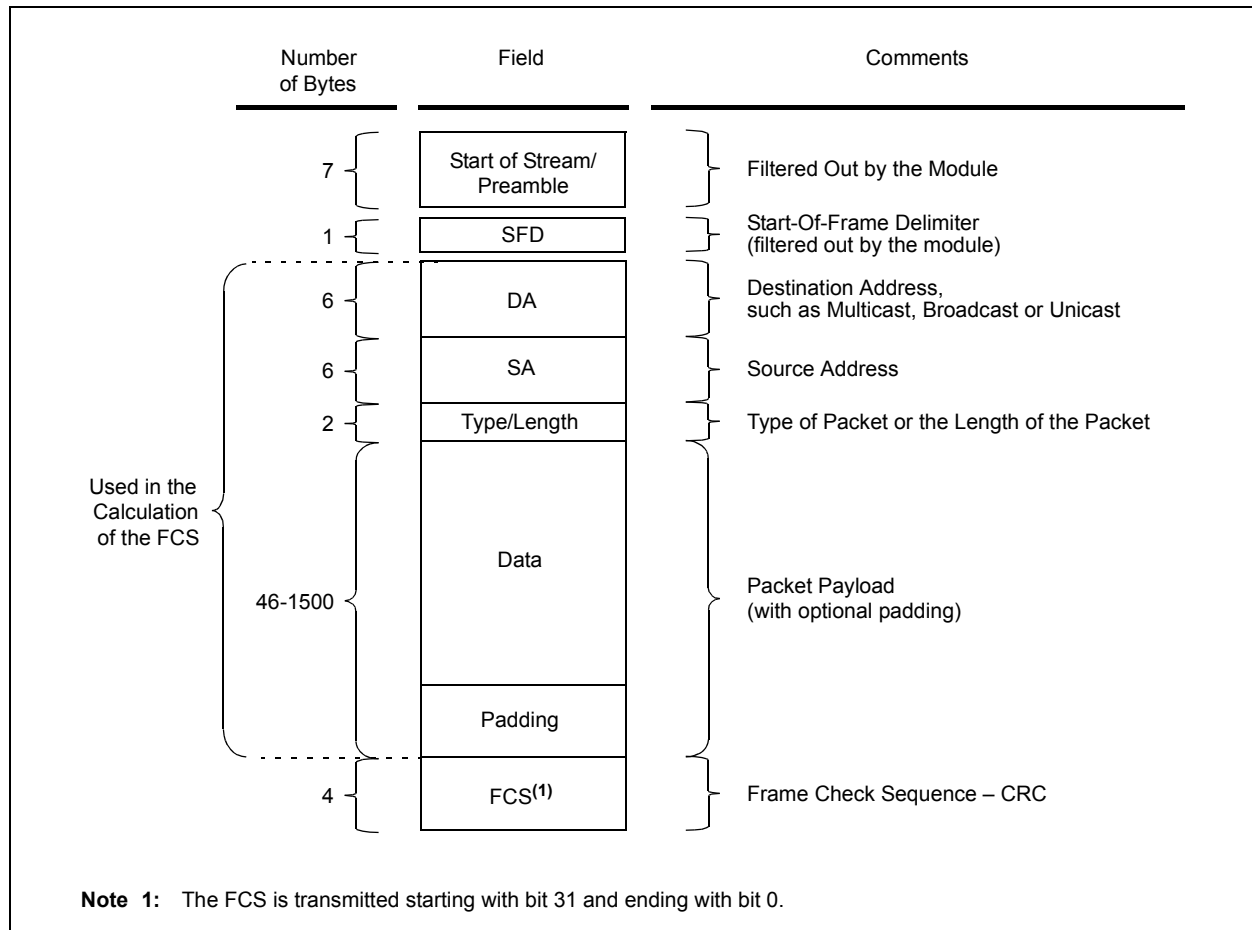 Number
of Bytes
Field
Comments
7
Start of Stream/
Preamble
Filtered Out by the Module
1
SFD
Start-Of-Frame Delimiter
(filtered out by the module)
6
DA
Destination Address,
such as Multicast, Broadcast or Unicast
6
SA
Source Address
2
Type/Length
Type of Packet or the Length of the Packet
Used in the
Calculation
of the FCS
46-1500
Data
Padding
Packet Payload
(with optional padding)
4
FCS(1)
Frame Check Sequence – CRC
Note 1: The FCS is transmitted starting with bit 31 and ending with bit 0.